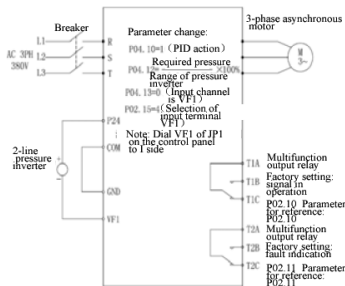 Breaker
L1
AC 3PH L2
380V
L3
R
S
T
Parameter change:
P04.10=1 (PID action)
P04.12= Required pressure ×100%
Range of pressure
inverter
P04.13=0 (Input channel
is VF1)
P02.15=4(Selection of
input terminal
VF1)
Note: Dial VF1 of JP1
on the control panel
to I side
3-phase asynchronous
motor
M
3~
2-line
pressure
inverter
P24
COM
GND
VF1
T1A
T1B
T1C
Multifunction
output relay
Factory setting:
signal in
operation
P02.10 Parameter
for reference:
P02.10
T2A
T2B
T2C
Multifunction
output relay
Factory setting:
fault indication
P02.11 Parameter
for reference:
P02.11